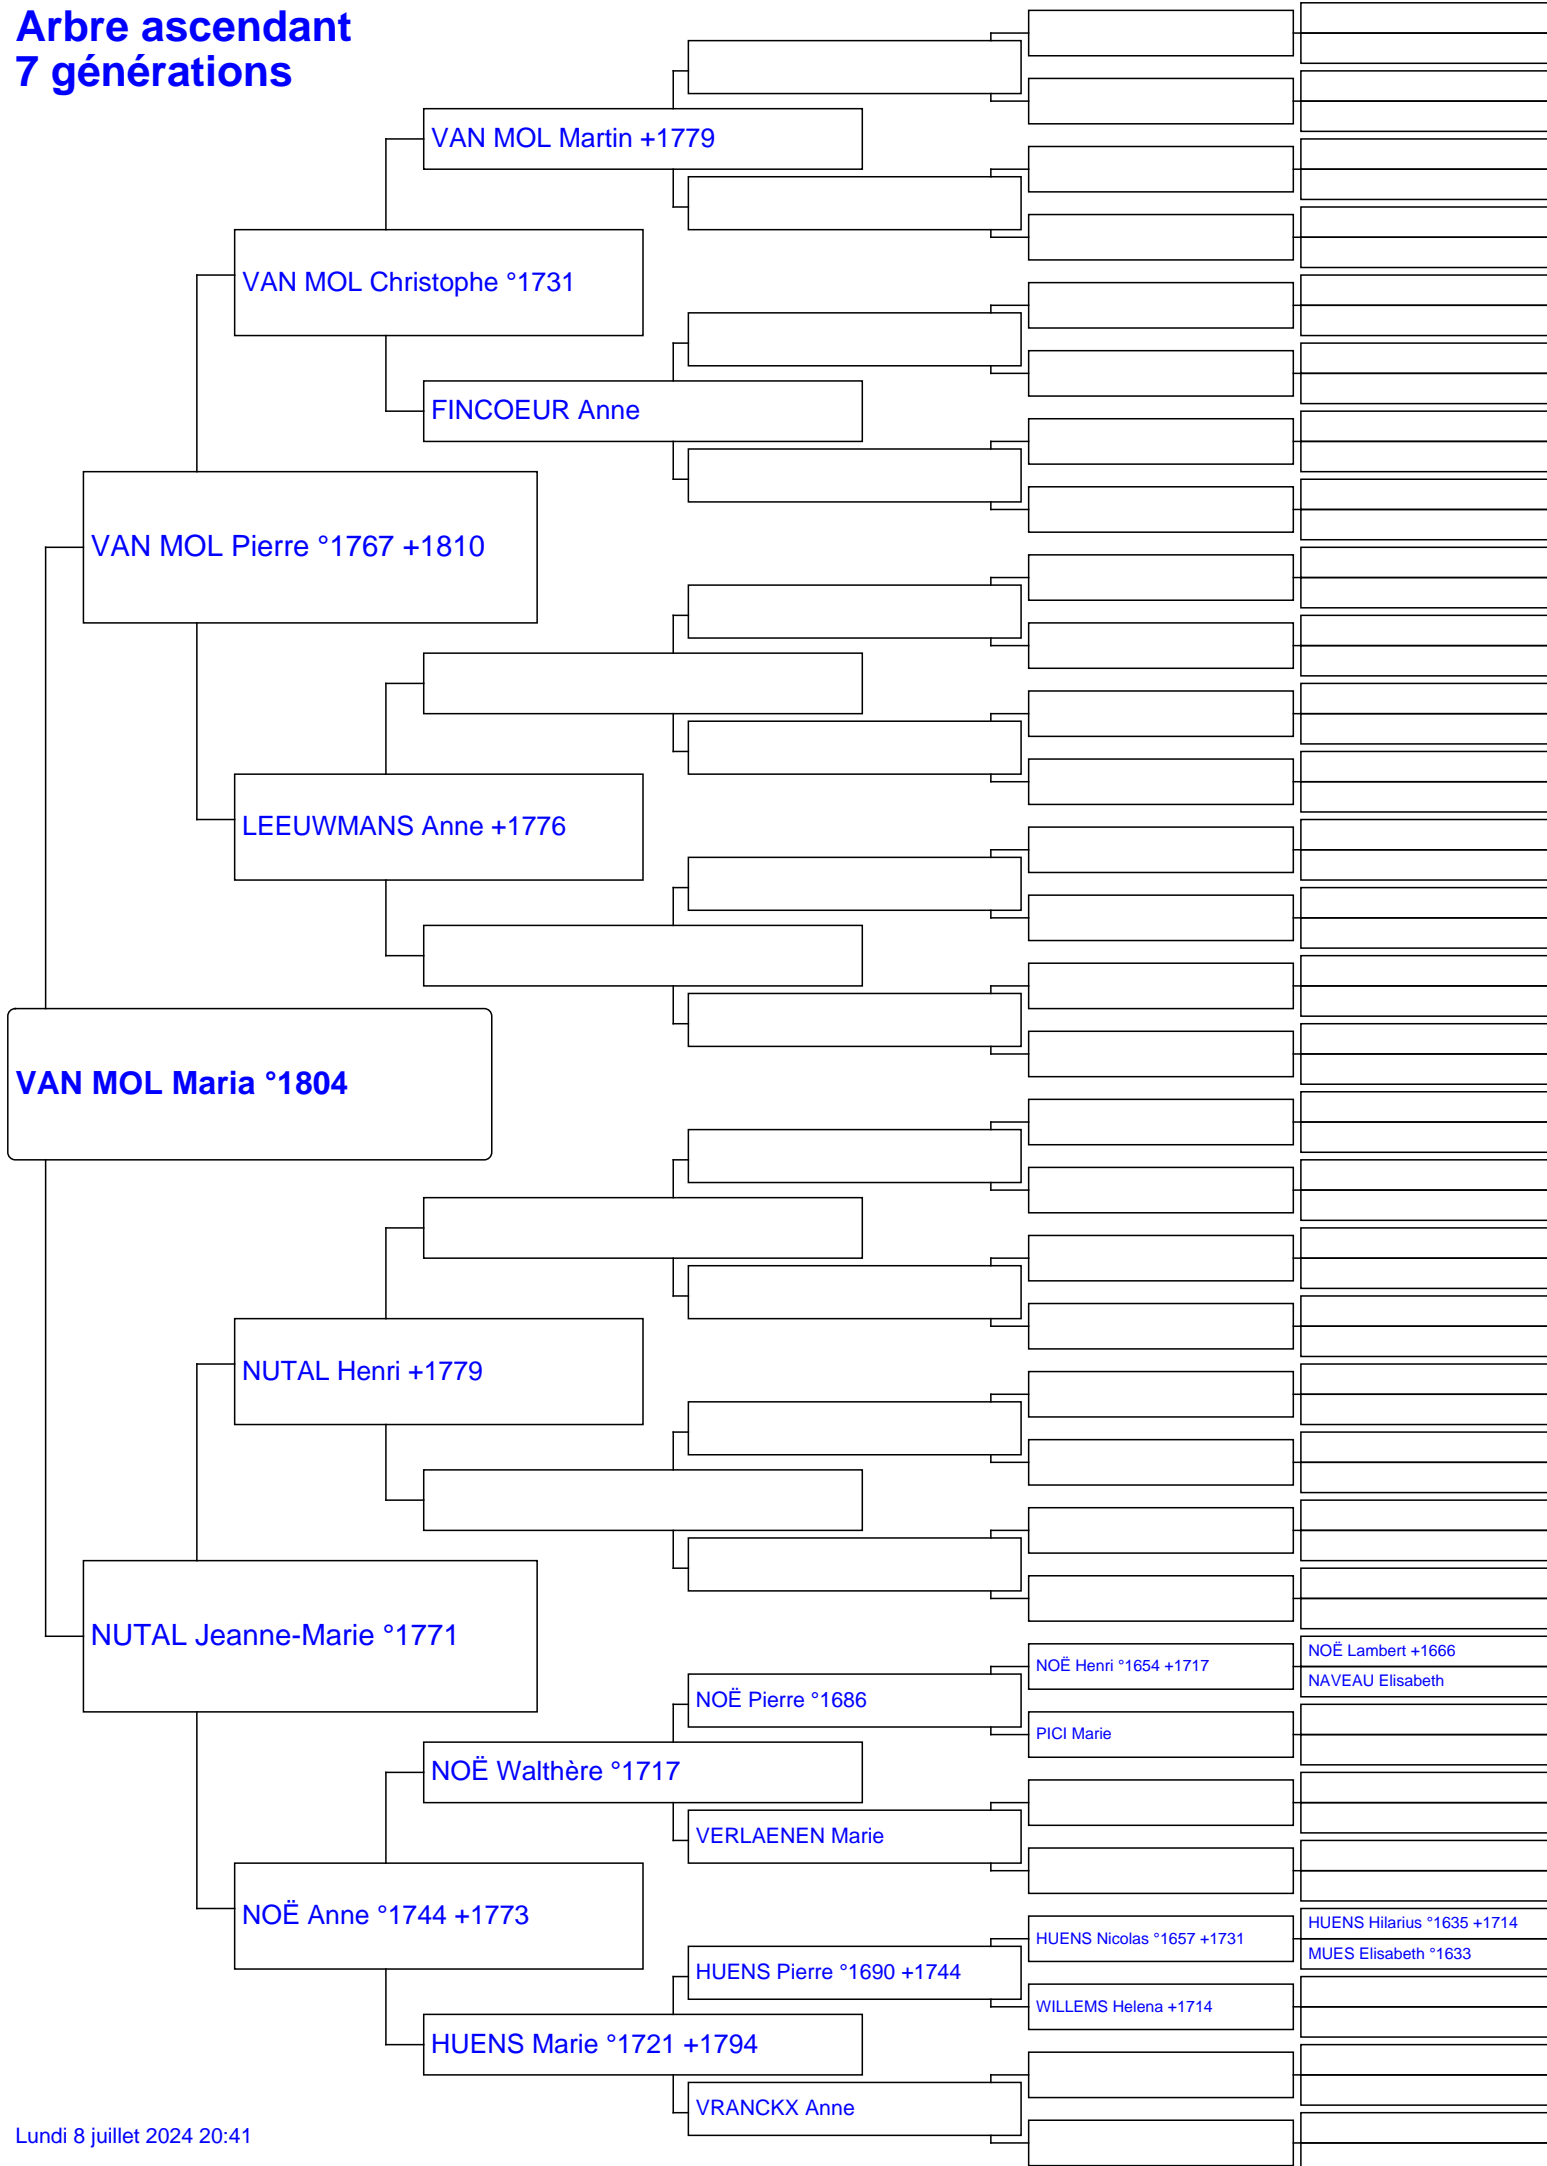 Arbre ascendant
7 générations
VAN MOL Martin +1779
VAN MOL Christophe °1731
FINCOEUR Anne
VAN MOL Pierre °1767 +1810
LEEUWMANS Anne +1776
VAN MOL Maria °1804
NUTAL Henri +1779
NUTAL Jeanne-Marie °1771
NOË Lambert +1666
NOË Henri °1654 +1717
NAVEAU Elisabeth
NOË Pierre °1686
PICI Marie
NOË Walthère °1717
VERLAENEN Marie
NOË Anne °1744 +1773
HUENS Hilarius °1635 +1714
HUENS Nicolas °1657 +1731
MUES Elisabeth °1633
HUENS Pierre °1690 +1744
WILLEMS Helena +1714
HUENS Marie °1721 +1794
VRANCKX Anne
Lundi 8 juillet 2024 20:41